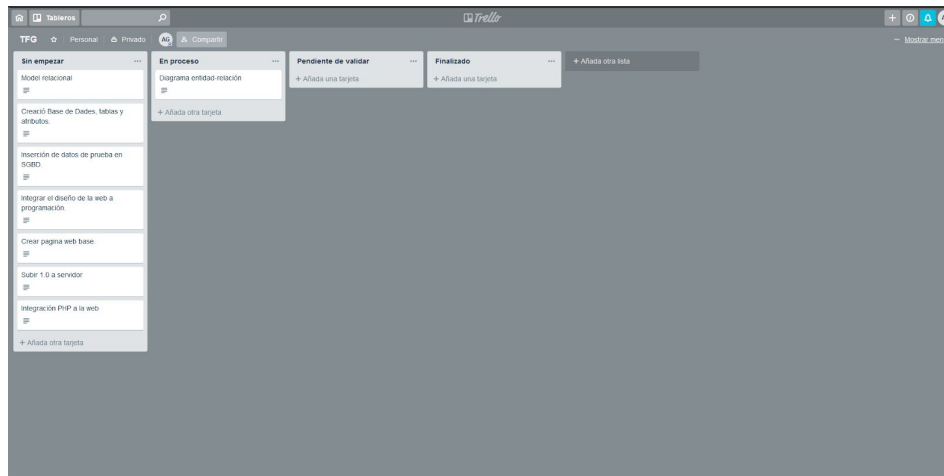 Tableros
Trello
TFG
Personal
Privado
AG
Compartir
Mostrar men
Sin empezar
Model relacional
Creació Base de Dades, tablas y
atributos.
Inserción de datos de prueba en
SGBD.
Integrar el diseño de la web a
programación.
Crear pagina web base.
Subir 1.0 a servidor
Integración PHP a la web
+ Añada otra tarjeta
En proceso
Diagrama entidad-relación
+ Añada otra tarjeta
Pendiente de validar
+ Añada una tarjeta
Finalizado
+ Añada una tarjeta
+ Añada otra lista